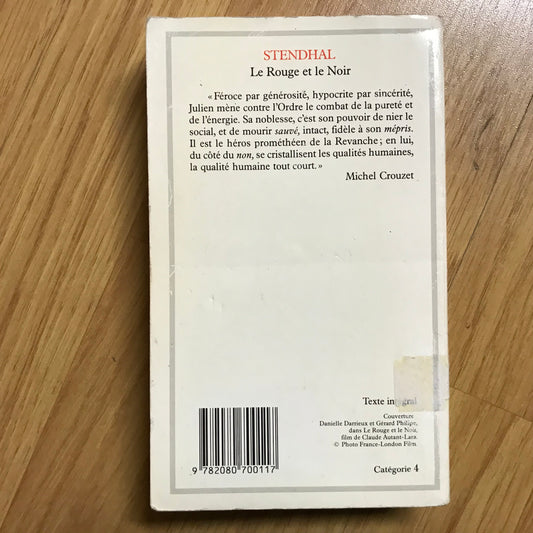 STENDHAL
Le Rouge et le Noir
« Féroce par générosité, hypocrite par sincérité,
Julien mène contre l'Ordre le combat de la pureté et
de l'énergie. Sa noblesse, c'est son pouvoir de nier le
social, et de mourir sauvé, intact, fidèle à son mépris.
Il est le héros prométhéen de la Revanche ; en lui,
du côté du non, se cristallisent les qualités humaines,
la qualité humaine tout court. »
Michel Crouzet
Texte intégral
Couverture
Danielle Darrieux et Gérard Philipe,
dans Le Rouge et le Noir,
film de Claude Autant-Lara.
© Photo France-London Film.
9 782080 700117
Catégorie 4